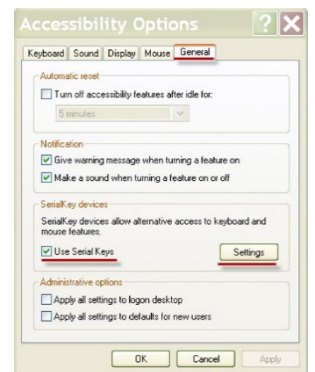 Accessibility Options
Keyboard Sound Display Mouse General
Automatic reset
Turn off accessibility features after idle for:
5 minutes
Notification
Give warning message when turning a feature on
Make a sound when turning a feature on or off
SerialKey devices
SerialKey devices allow alternative access to keyboard and
mouse features.
Use Serial Keys Settings
Administrative options
Apply all settings to logon desktop
Apply all settings to defaults for new users
OK Cancel Apply